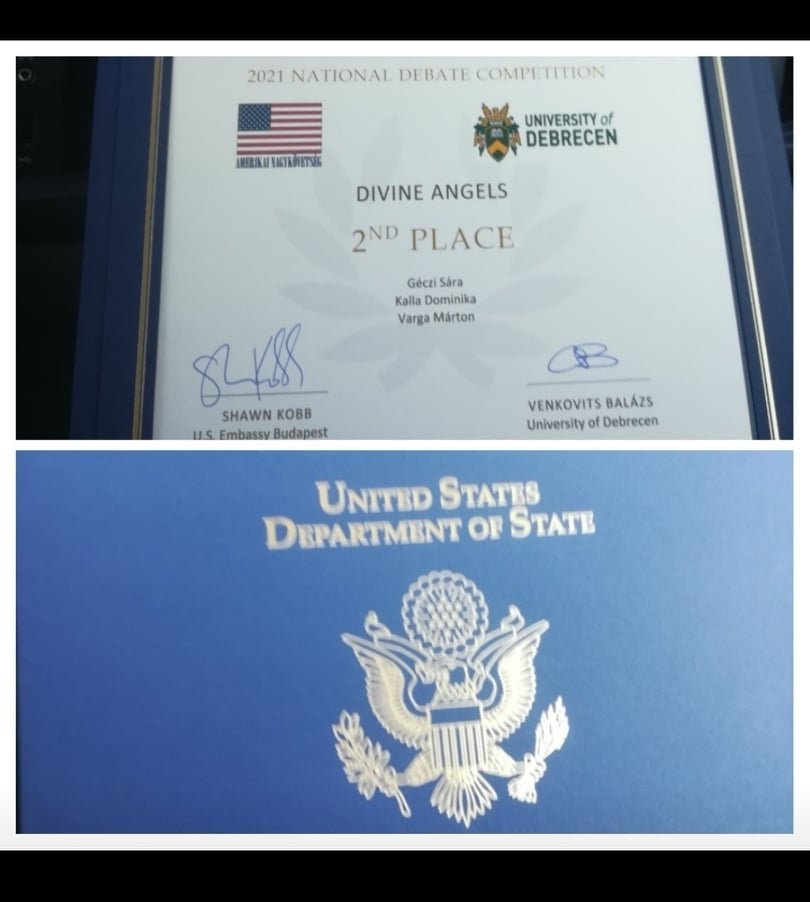 2021 NATIONAL DEBATE COMPETITION
AMERIKAI NAGYKÖVETSÉG
UNIVERSITY of
DEBRECEN
DIVINE ANGELS
2ND PLACE
Géczi Sára
Kalla Dominika
Varga Márton
SHAWN KOBB
U.S. Embassy Budapest
VENKOVITS BALÁZS
University of Debrecen
UNITED STATES
DEPARTMENT OF STATE